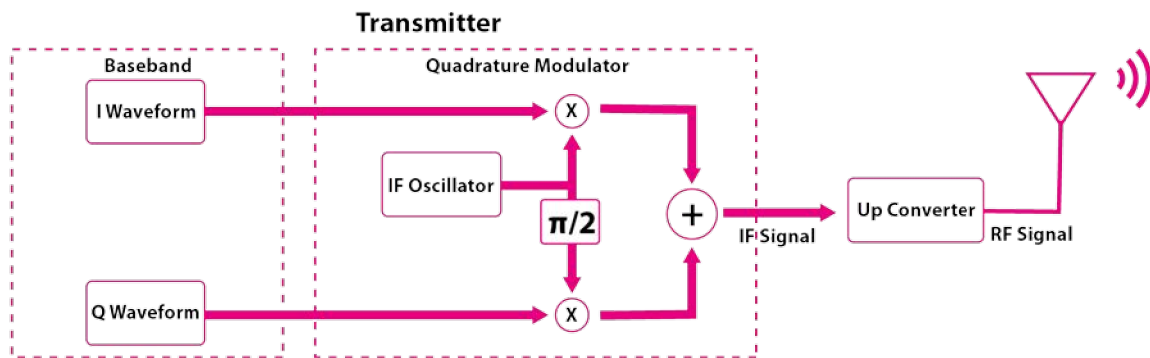 Transmitter
Baseband
Quadrature Modulator
I Waveform
X
IF Oscillator
π/2
+
IF Signal
Up Converter
RF Signal
Q Waveform
X